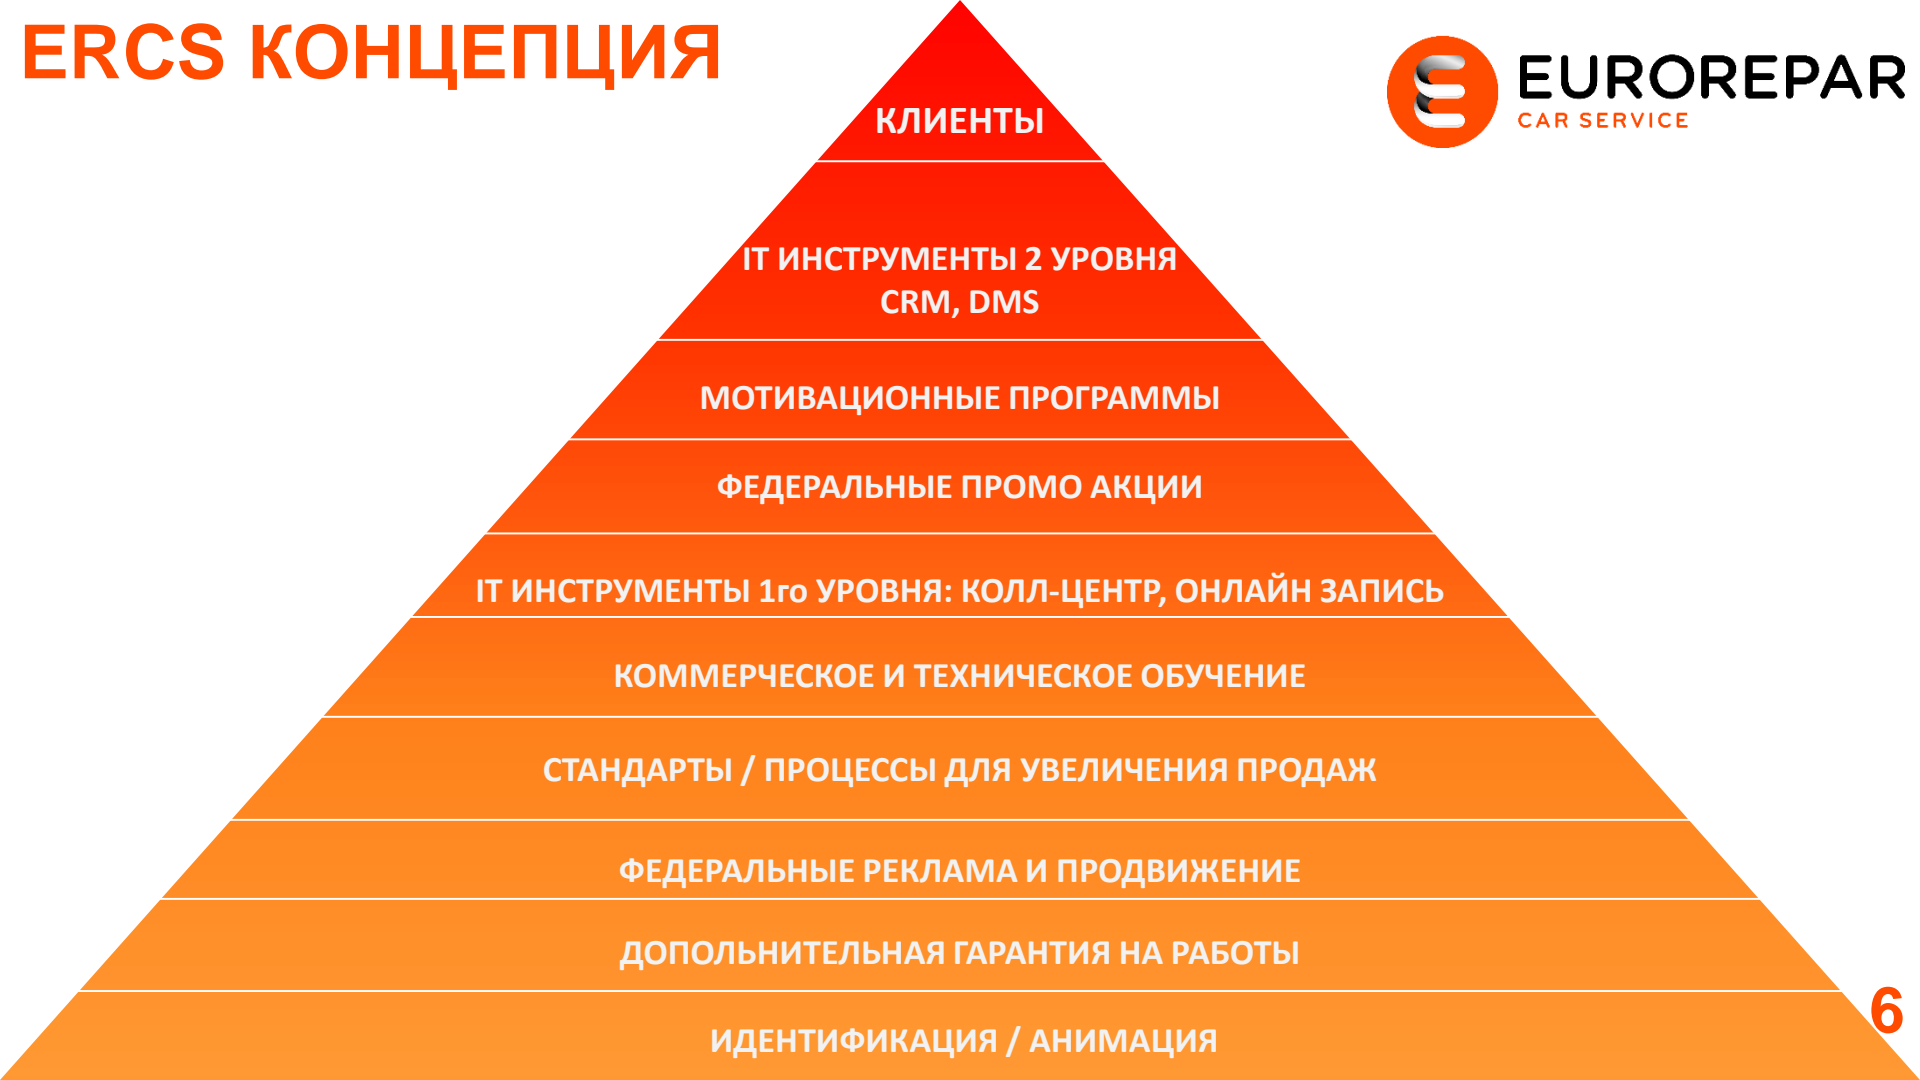 ERCS КОНЦЕПЦИЯ
EUROREPAR
CAR SERVICE
КЛИЕНТЫ
IT ИНСТРУМЕНТЫ 2 УРОВНЯ
CRM, DMS
МОТИВАЦИОННЫЕ ПРОГРАММЫ
ФЕДЕРАЛЬНЫЕ ПРОМО АКЦИИ
IT ИНСТРУМЕНТЫ 1го УРОВНЯ: КОЛЛ-ЦЕНТР, ОНЛАЙН ЗАПИСЬ
КОММЕРЧЕСКОЕ И ТЕХНИЧЕСКОЕ ОБУЧЕНИЕ
СТАНДАРТЫ / ПРОЦЕССЫ ДЛЯ УВЕЛИЧЕНИЯ ПРОДАЖ
ФЕДЕРАЛЬНЫЕ РЕКЛАМА И ПРОДВИЖЕНИЕ
ДОПОЛЬНИТЕЛЬНАЯ ГАРАНТИЯ НА РАБОТЫ
ИДЕНТИФИКАЦИЯ / АНИМАЦИЯ
6